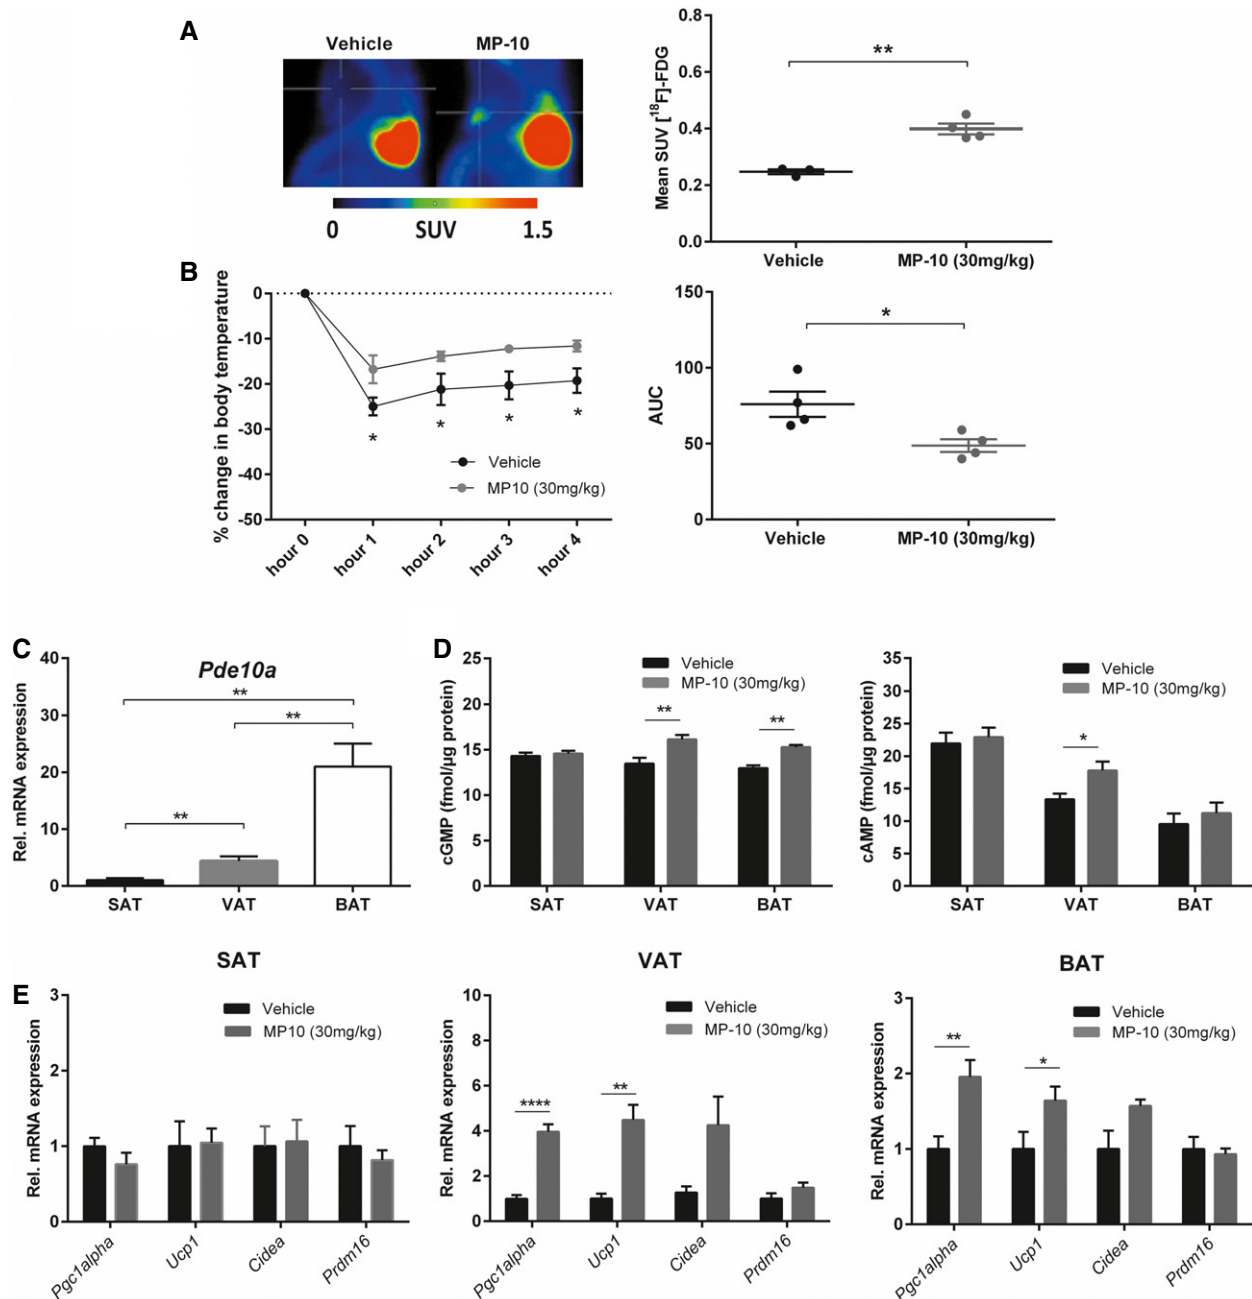 A
Vehicle
MP-10
0
SUV
1.5
Mean SUV [18F]-FDG
0.8
0.6
0.4
0.2
0.0
**
Vehicle
MP-10 (30mg/kg)
B
% change in body temperature
0
-10
-20
-30
-40
-50
*
*
*
*
Vehicle
MP10 (30mg/kg)
hour 0
hour 1
hour 2
hour 3
hour 4
AUC
150
100
50
0
*
Vehicle
MP-10 (30mg/kg)
C
Pde10a
Rel. mRNA expression
40
30
20
10
0
**
**
**
SAT
VAT
BAT
D
cGMP (fmol/µg protein)
25
20
15
10
5
0
Vehicle
MP-10 (30mg/kg)
**
**
SAT
VAT
BAT
cAMP (fmol/µg protein)
35
30
25
20
15
10
5
0
Vehicle
MP-10 (30mg/kg)
*
SAT
VAT
BAT
E
SAT
Rel. mRNA expression
3
2
1
0
Vehicle
MP10 (30mg/kg)
Pgc1alpha
Ucp1
Cidea
Prdm16
VAT
Rel. mRNA expression
10
8
6
4
2
0
Vehicle
MP-10 (30mg/kg)
****
**
Pgc1alpha
Ucp1
Cidea
Prdm16
BAT
Rel. mRNA expression
3
2
1
0
Vehicle
MP-10 (30mg/kg)
**
*
Pgc1alpha
Ucp1
Cidea
Prdm16